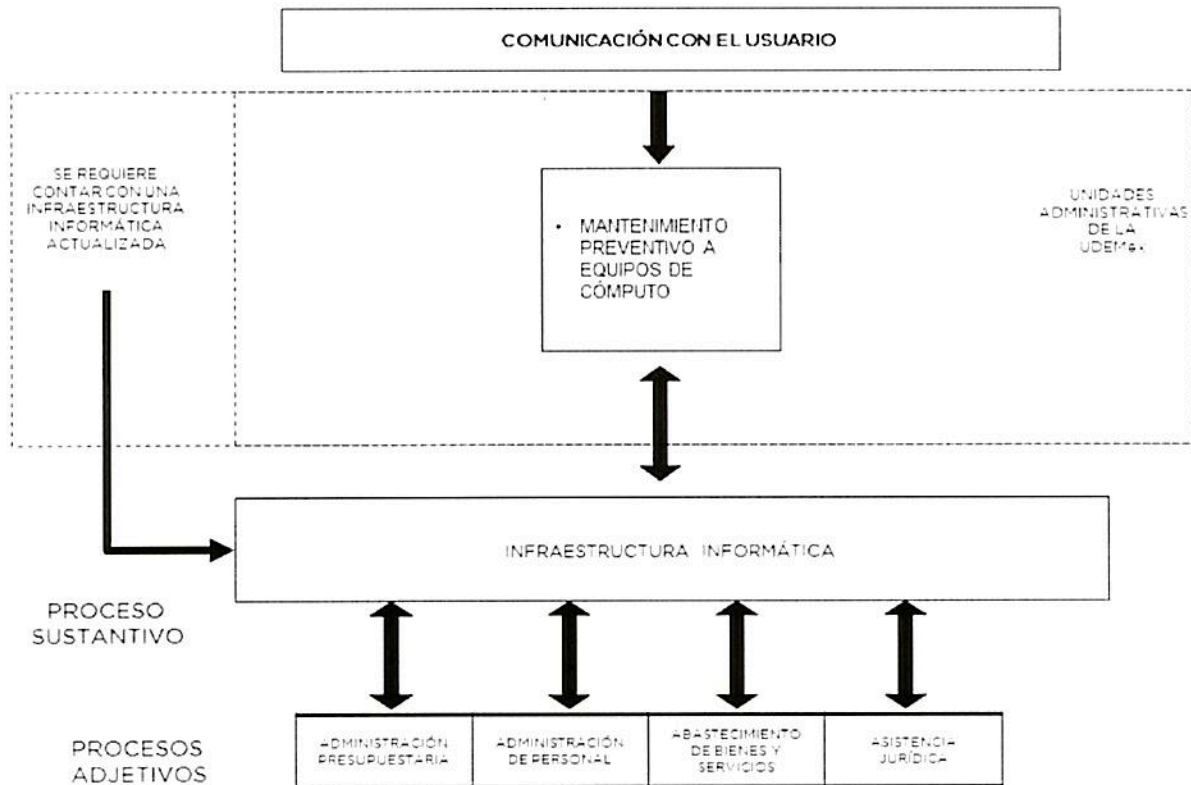 COMUNICACIÓN CON EL USUARIO
SE REQUIERE
CONTAR CON UNA
INFRAESTRUCTURA
INFORMÁTICA
ACTUALIZADA
• MANTENIMIENTO
PREVENTIVO A
EQUIPOS DE
CÓMPUTO
UNIDADES
ADMINISTRATIVAS
DE LA
UDEMéx
INFRAESTRUCTURA INFORMÁTICA
PROCESO
SUSTANTIVO
PROCESOS
ADJETIVOS
ADMINISTRACIÓN
PRESUPUESTARIA
ADMINISTRACIÓN
DE PERSONAL
ABASTECIMIENTO
DE BIENES Y
SERVICIOS
ASISTENCIA
JURÍDICA